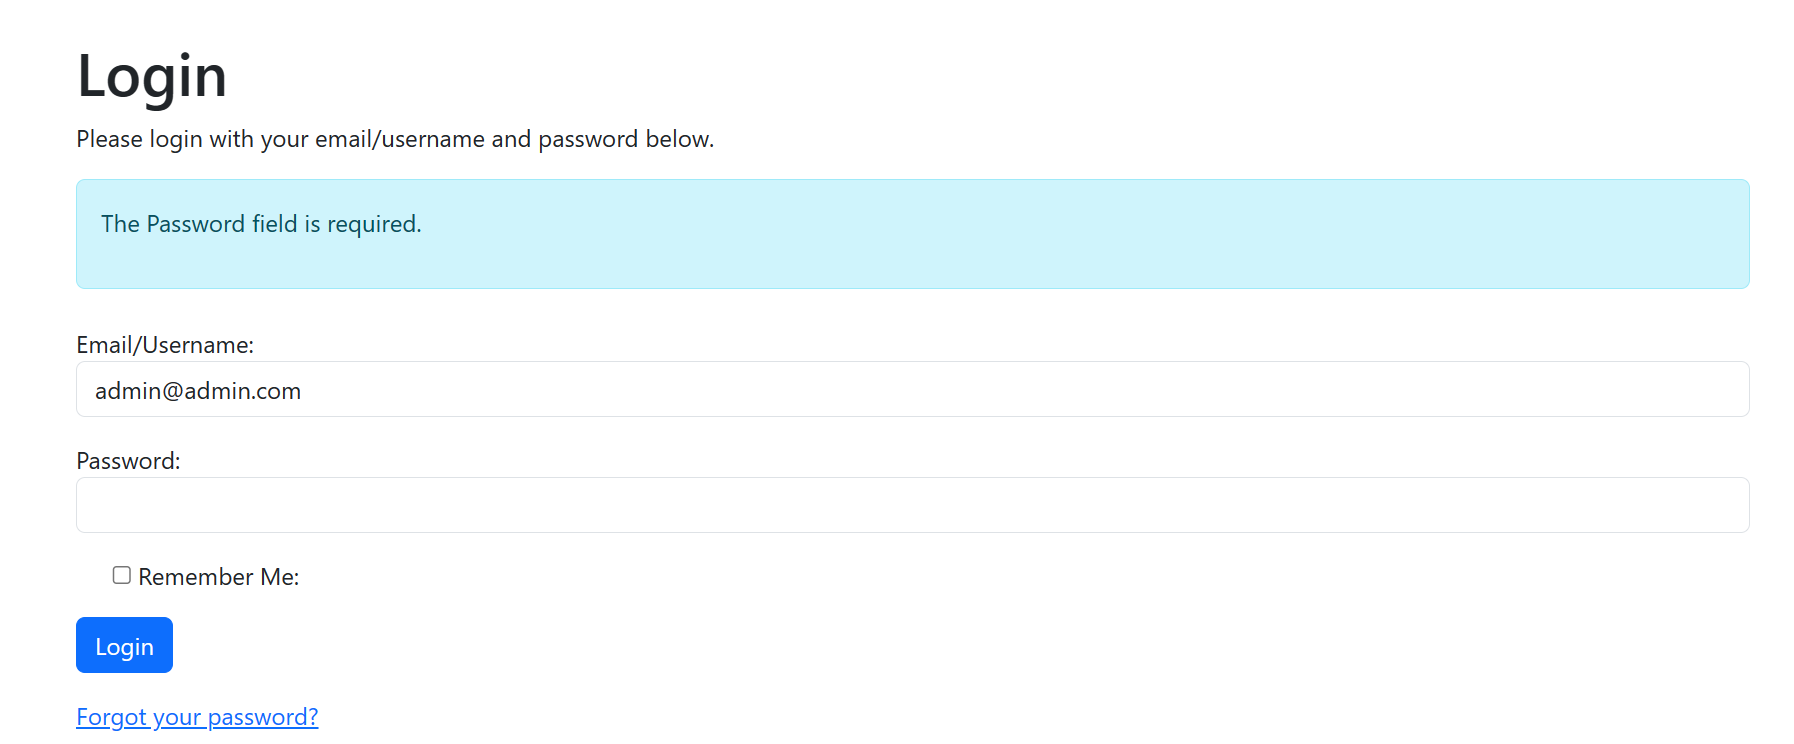 Login
Please login with your email/username and password below.
The Password field is required.
Email/Username:
admin@admin.com
Password:
Remember Me:
Login
Forgot your password?